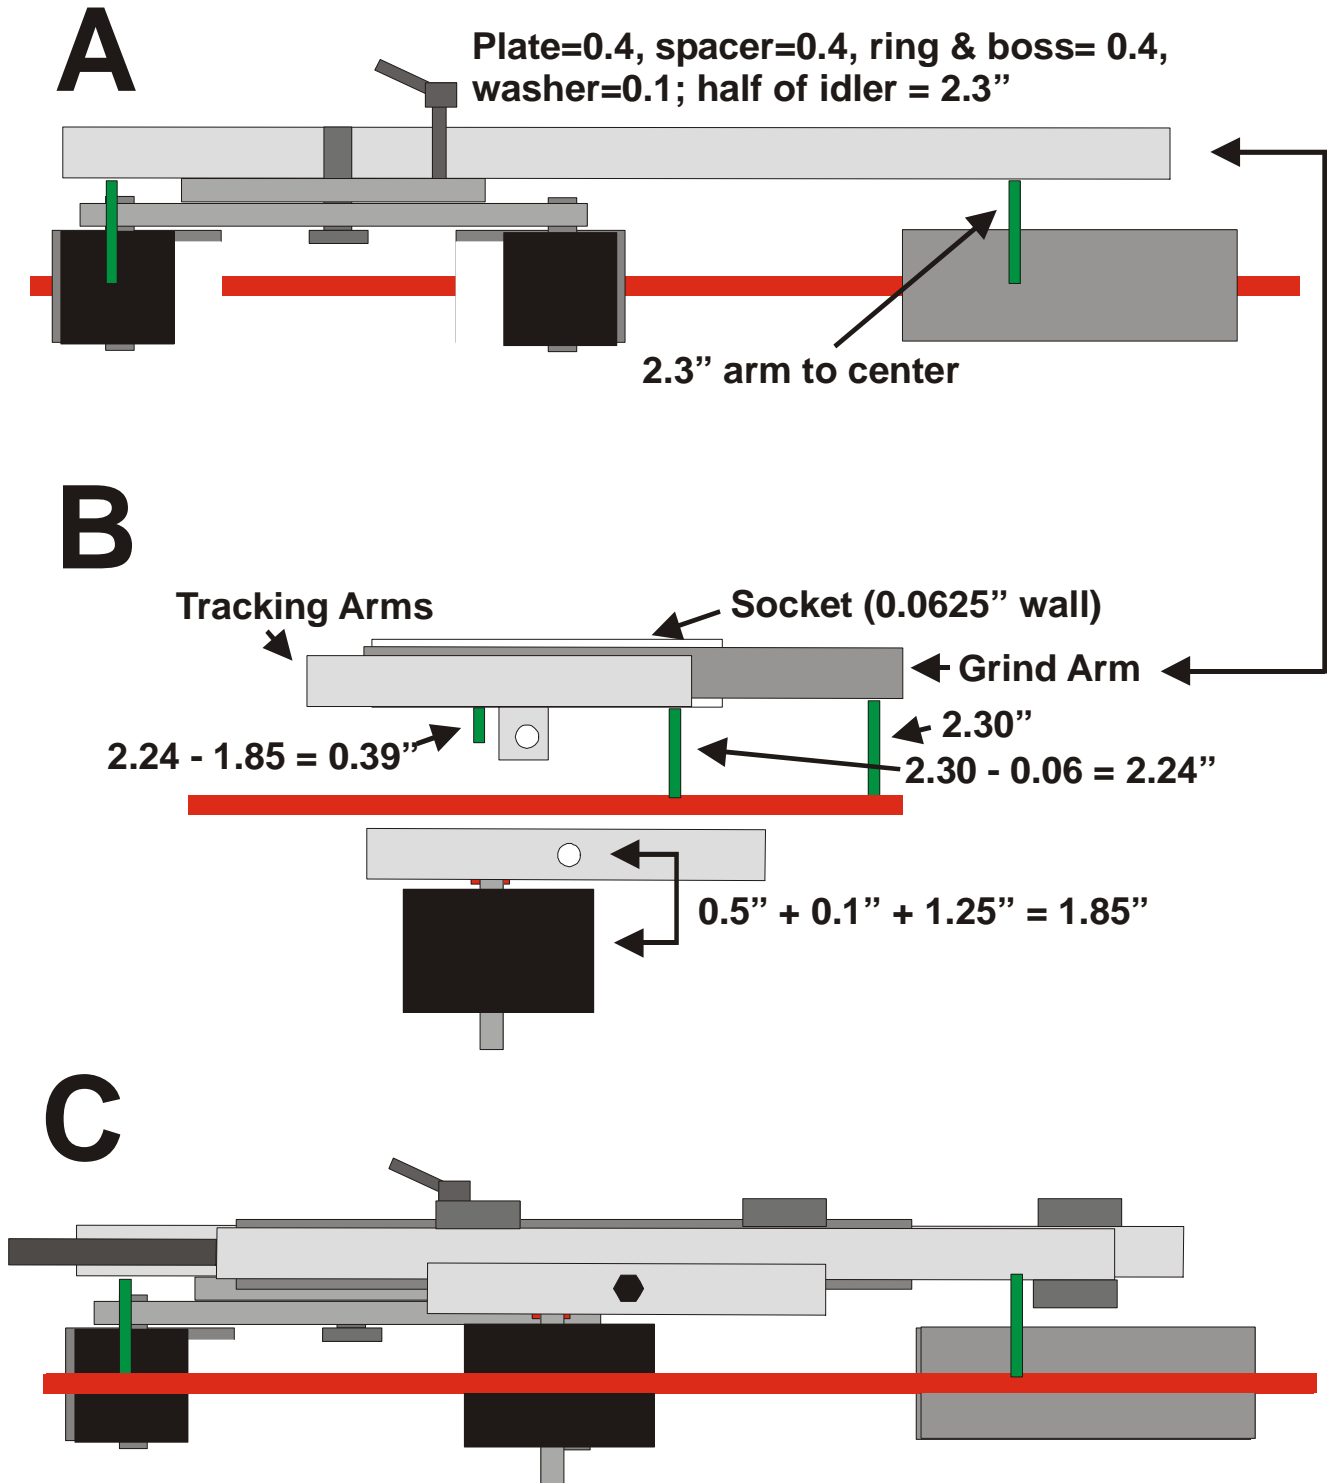 A
Plate=0.4, spacer=0.4, ring & boss= 0.4,
washer=0.1; half of idler = 2.3”
2.3” arm to center
B
Tracking Arms
Socket (0.0625” wall)
Grind Arm
2.30”
2.24 - 1.85 = 0.39”
2.30 - 0.06 = 2.24”
0.5” + 0.1” + 1.25” = 1.85”
C